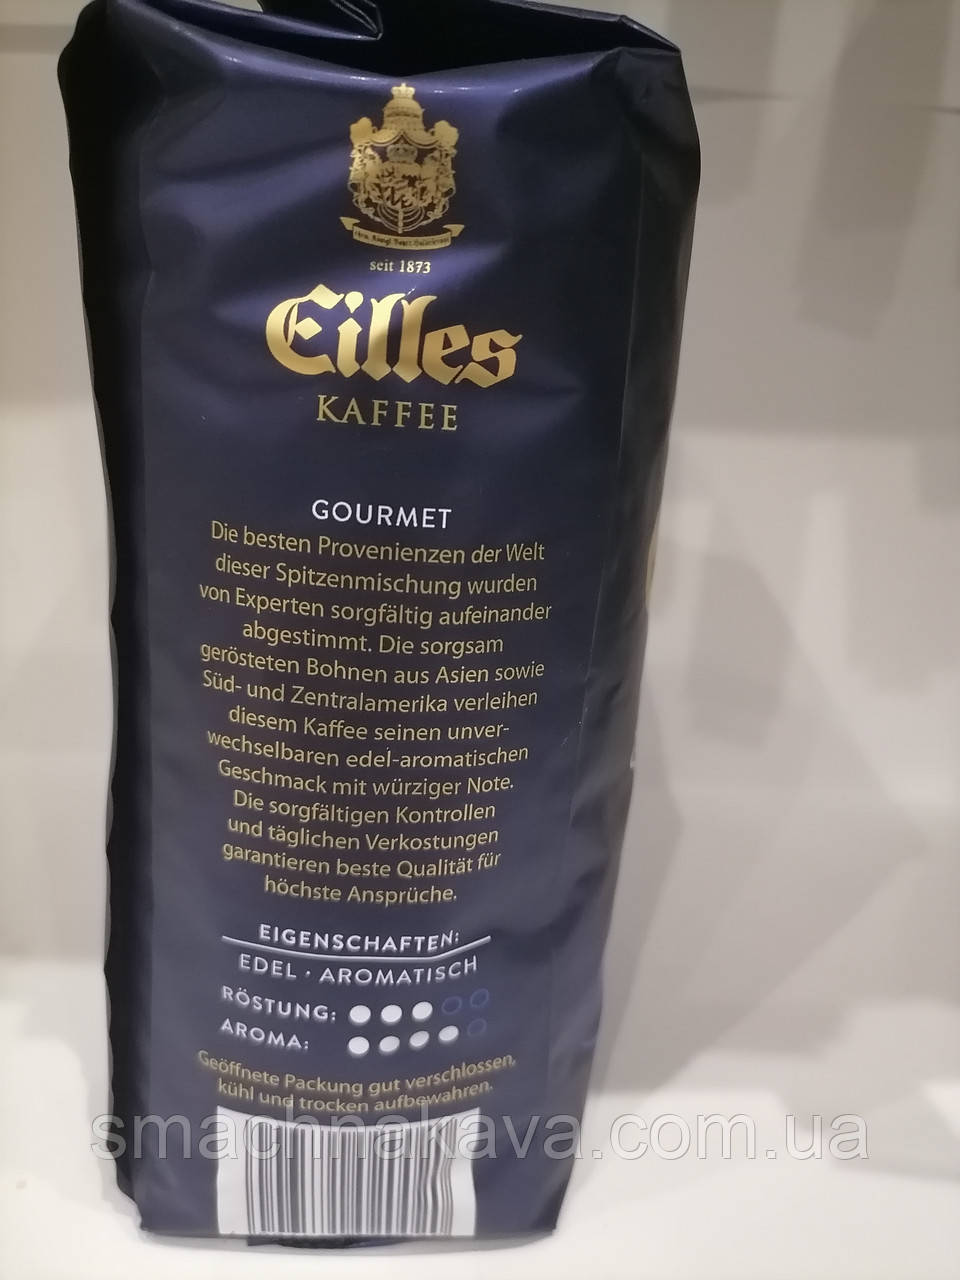 seit 1873
Eilles
KAFFEE
GOURMET
Die besten Provenienzen der Welt
dieser Spitzenmischung wurden
von Experten sorgfältig aufeinander
abgestimmt. Die sorgsam
gerösteten Bohnen aus Asien sowie
Süd- und Zentralamerika verleihen
diesem Kaffee seinen unver-
wechselbaren edel-aromatischen
Geschmack mit würziger Note.
Die sorgfältigen Kontrollen
und täglichen Verkostungen
garantieren beste Qualität für
höchste Ansprüche.
EIGENSCHAFTEN:
EDEL · AROMATISCH
RÖSTUNG:
AROMA:
Geöffnete Packung gut verschlossen,
kühl und trocken aufbewahren.
smachnakava.com.ua